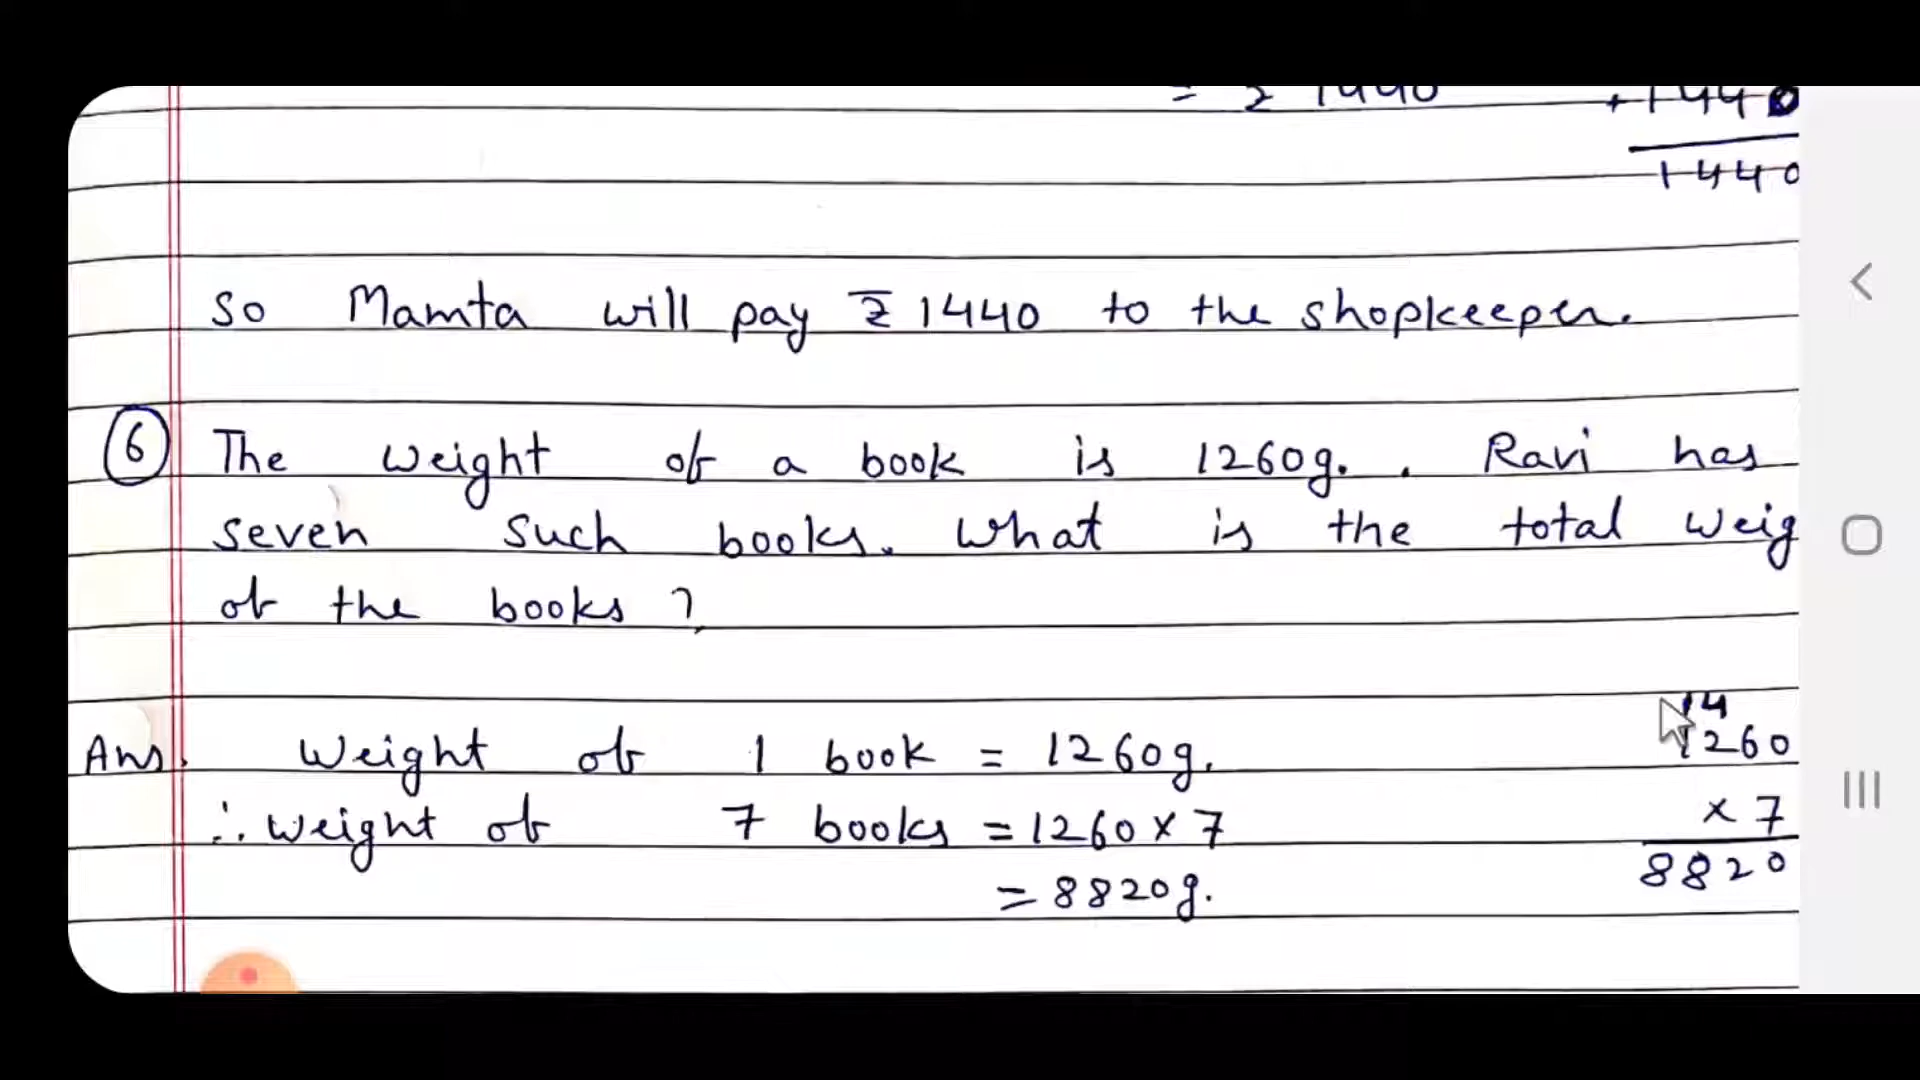 = ₹ 1440 + 1440
1440
So Mamta will pay ₹ 1440 to the shopkeeper.
6 The weight of a book is 1260g. . Ravi has
seven such books. What is the total weig
of the books ?
14
Ans. Weight of 1 book = 1260g. 1260
∴ weight of 7 books = 1260 x 7 x 7
= 8820g. 8820